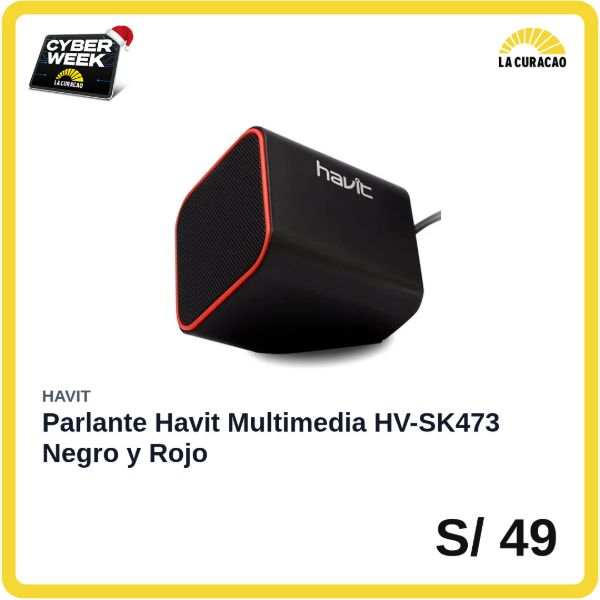 CYBER
WEEK
LA CURACAO
LA CURACAO
havit
HAVIT
Parlante Havit Multimedia HV-SK473
Negro y Rojo
S/ 49